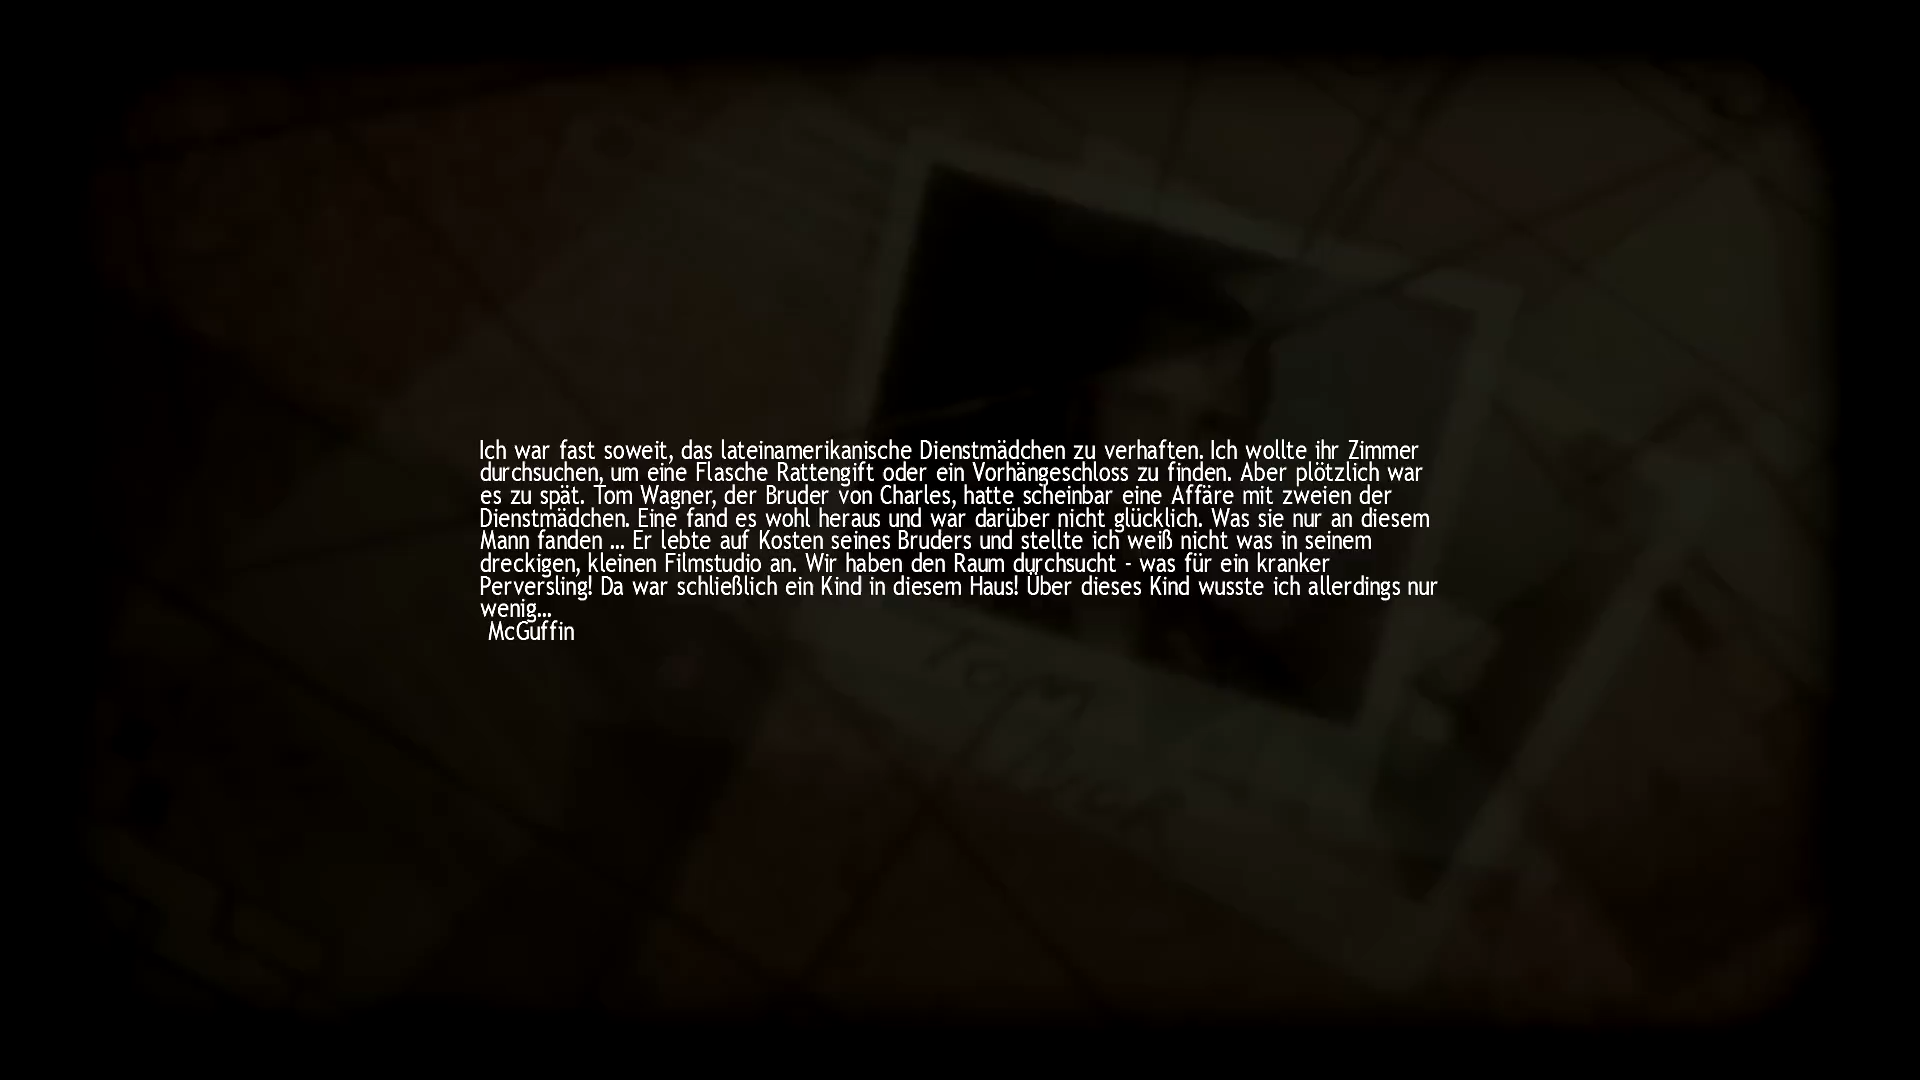 Ich war fast soweit, das lateinamerikanische Dienstmädchen zu verhaften. Ich wollte ihr Zimmer
durchsuchen, um eine Flasche Rattengift oder ein Vorhängeschloss zu finden. Aber plötzlich war
es zu spät. Tom Wagner, der Bruder von Charles, hatte scheinbar eine Affäre mit zweien der
Dienstmädchen. Eine fand es wohl heraus und war darüber nicht glücklich. Was sie nur an diesem
Mann fanden ... Er lebte auf Kosten seines Bruders und stellte ich weiß nicht was in seinem
dreckigen, kleinen Filmstudio an. Wir haben den Raum durchsucht - was für ein kranker
Perversling! Da war schließlich ein Kind in diesem Haus! Über dieses Kind wusste ich allerdings nur
wenig...
McGuffin
Tom